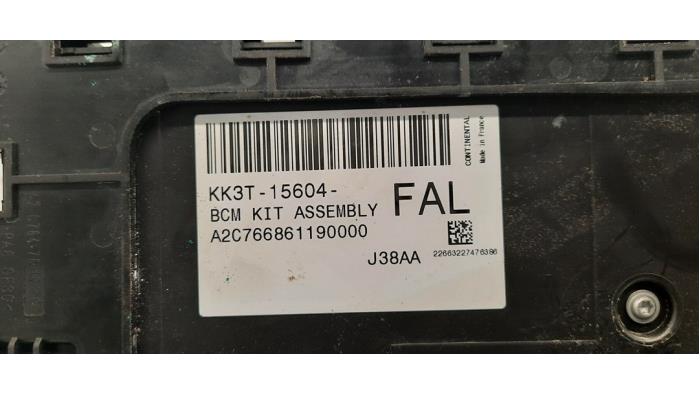 KK3T-15604-
BCM KIT ASSEMBLY
FAL
A2C766861190000
J38AA
22663227476386
CONTINENTAL
Made in France